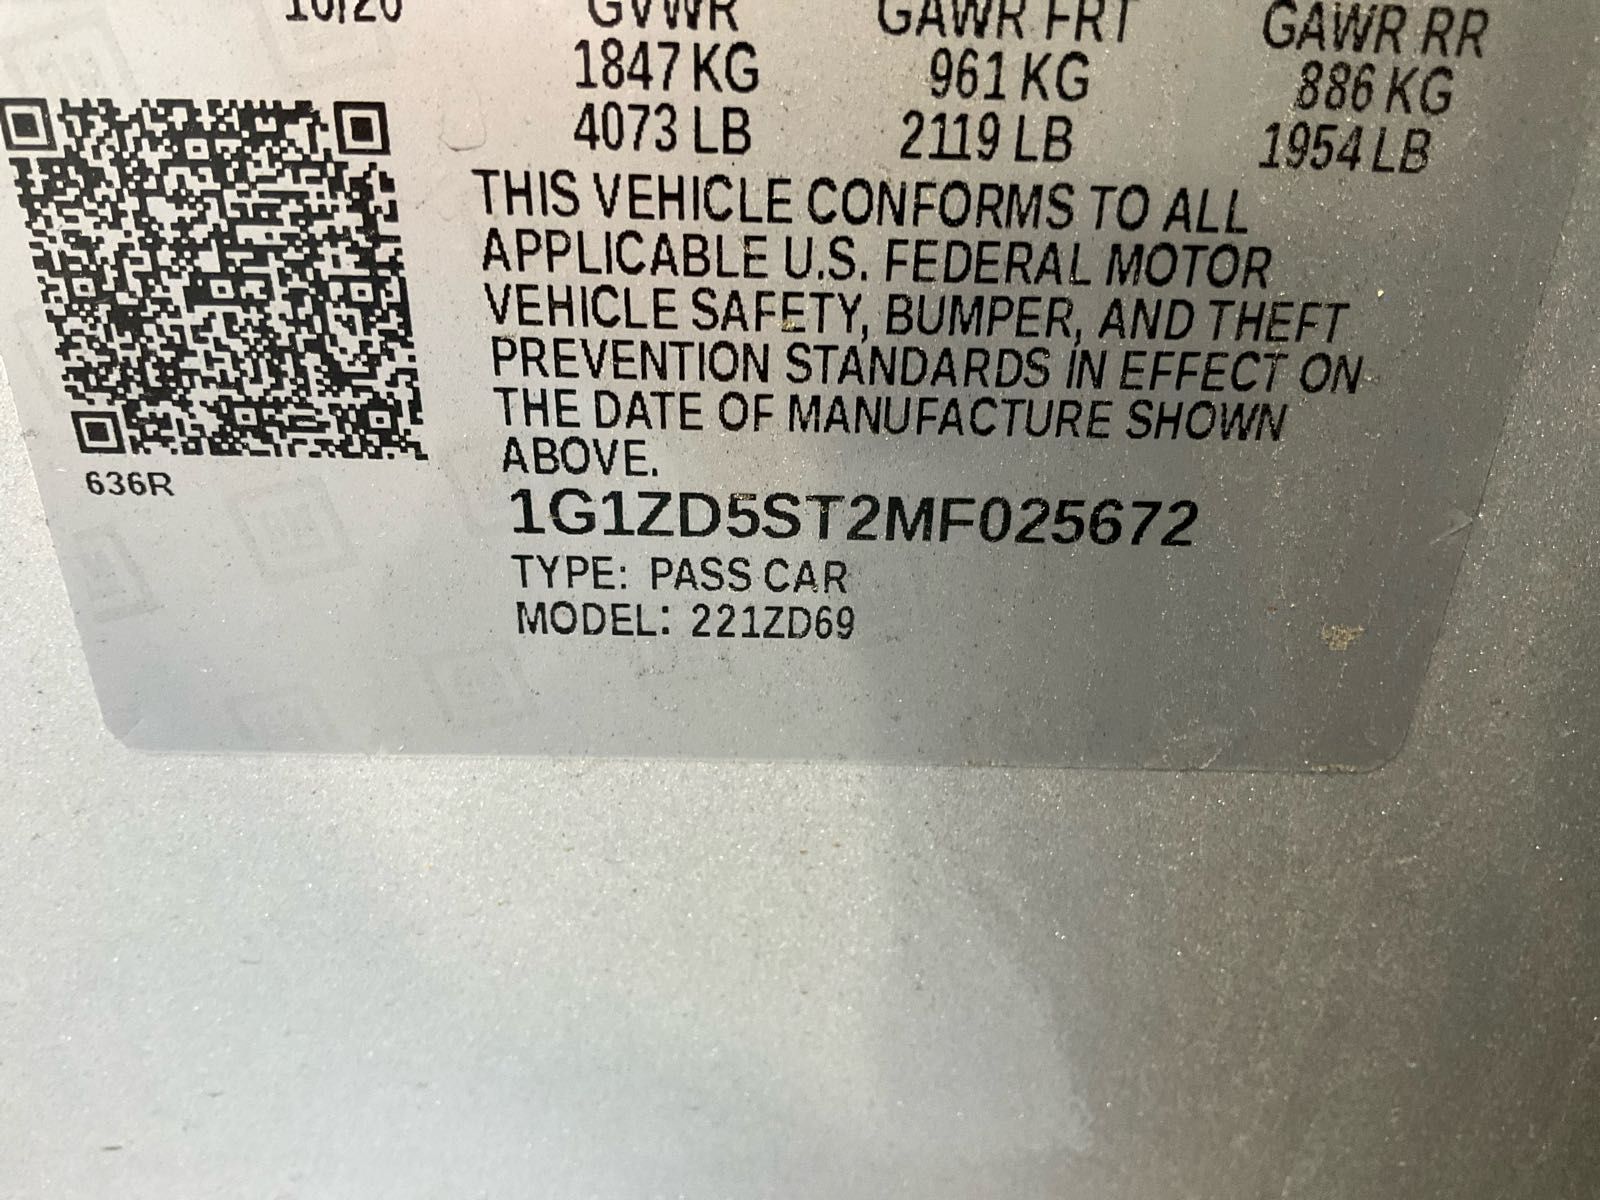 10/20 GVWR GAWR FRT GAWR RR
1847 KG 961 KG 886 KG
4073 LB 2119 LB 1954 LB
THIS VEHICLE CONFORMS TO ALL
APPLICABLE U.S. FEDERAL MOTOR
VEHICLE SAFETY, BUMPER, AND THEFT
PREVENTION STANDARDS IN EFFECT ON
THE DATE OF MANUFACTURE SHOWN
ABOVE.
636R
1G1ZD5ST2MF025672
TYPE: PASS CAR
MODEL: 221ZD69